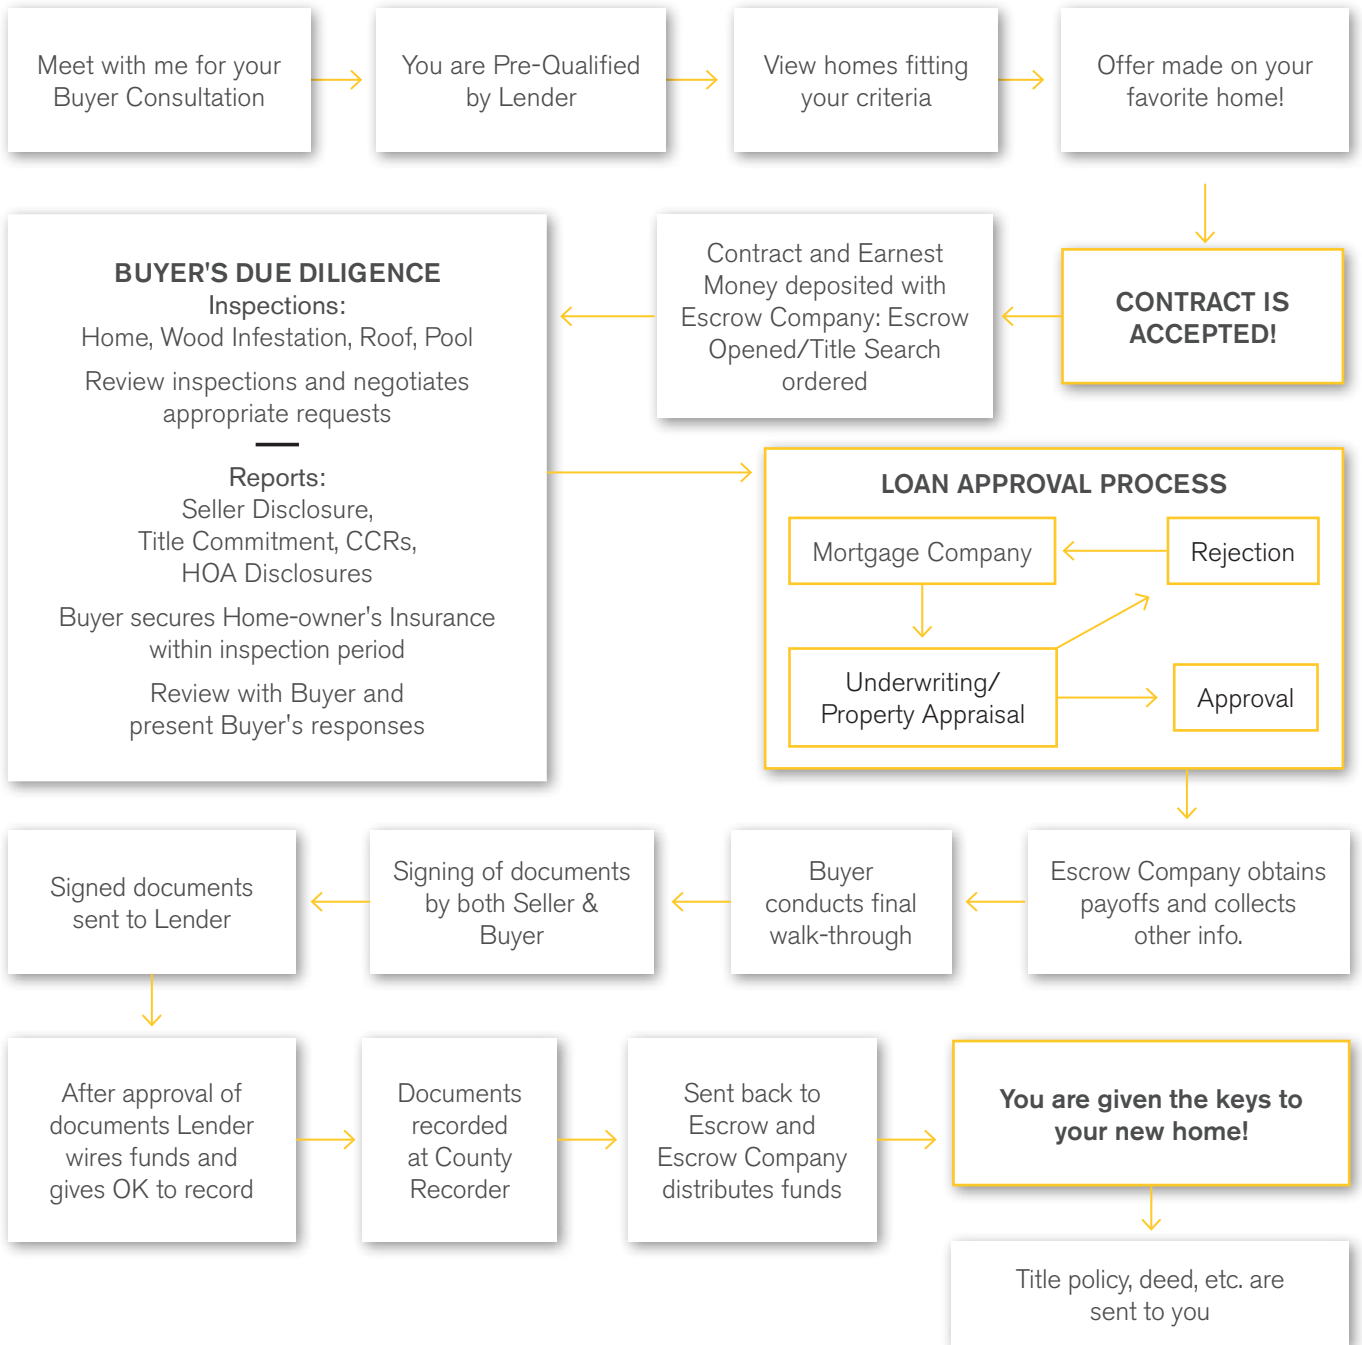 Meet with me for your
Buyer Consultation
You are Pre-Qualified
by Lender
View homes fitting
your criteria
Offer made on your
favorite home!
CONTRACT IS
ACCEPTED!
Contract and Earnest
Money deposited with
Escrow Company: Escrow
Opened/Title Search
ordered
BUYER'S DUE DILIGENCE
Inspections:
Home, Wood Infestation, Roof, Pool
Review inspections and negotiates
appropriate requests
Reports:
Seller Disclosure,
Title Commitment, CCRs,
HOA Disclosures
Buyer secures Home-owner's Insurance
within inspection period
Review with Buyer and
present Buyer's responses
LOAN APPROVAL PROCESS
Mortgage Company
Rejection
Underwriting/
Property Appraisal
Approval
Escrow Company obtains
payoffs and collects
other info.
Buyer
conducts final
walk-through
Signing of documents
by both Seller &
Buyer
Signed documents
sent to Lender
After approval of
documents Lender
wires funds and
gives OK to record
Documents
recorded
at County
Recorder
Sent back to
Escrow and
Escrow Company
distributes funds
You are given the keys to
your new home!
Title policy, deed, etc. are
sent to you